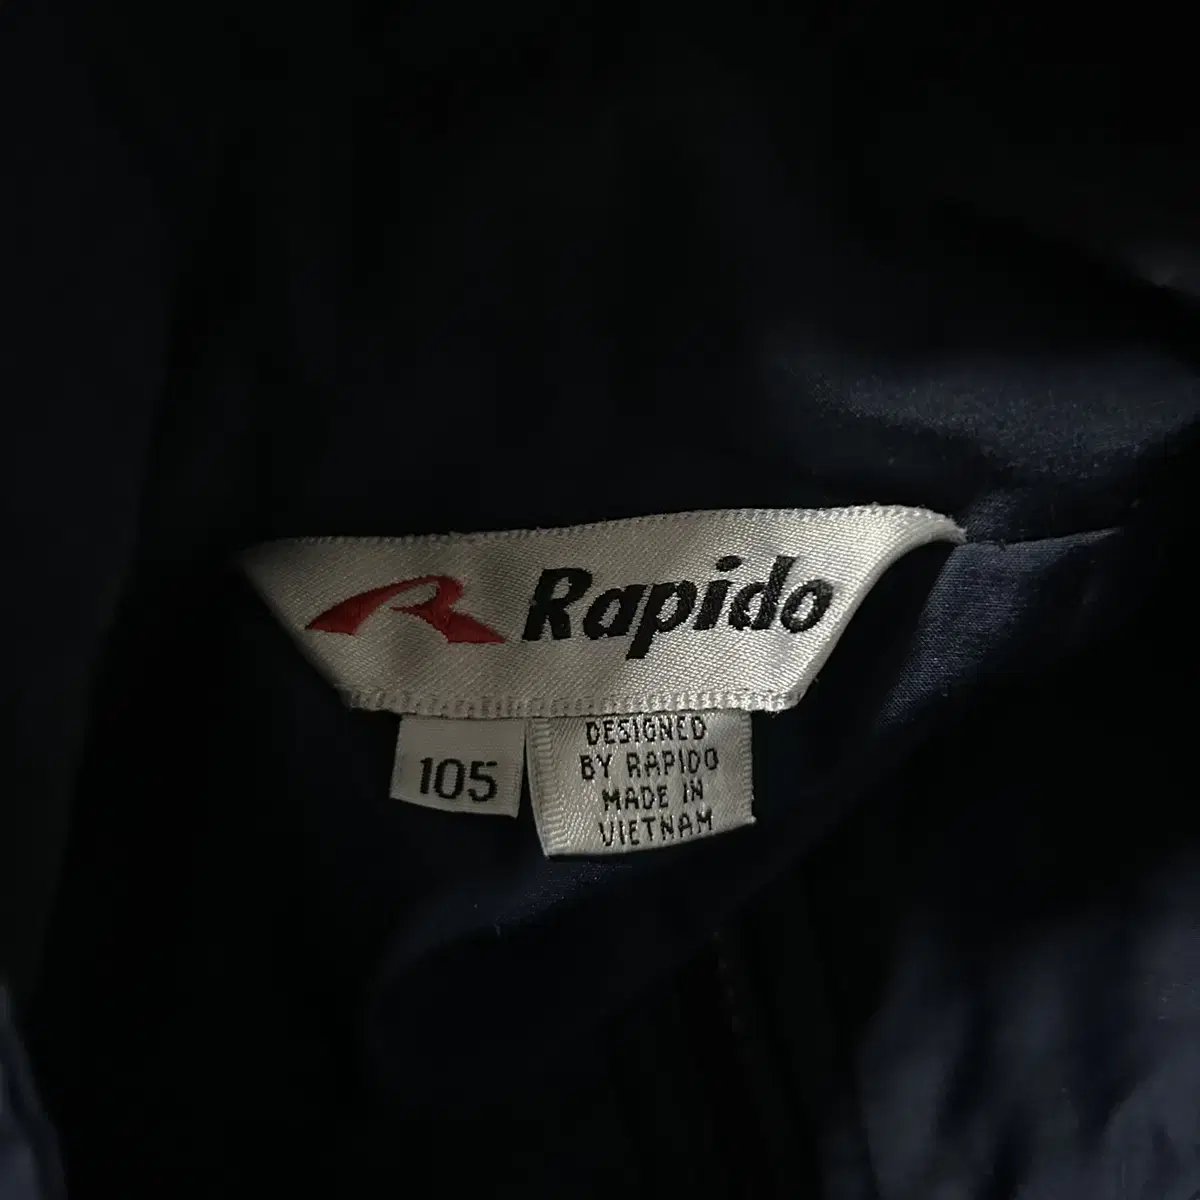 Rapido
105
DESIGNED
BY RAPIDO
MADE IN
VIETNAM